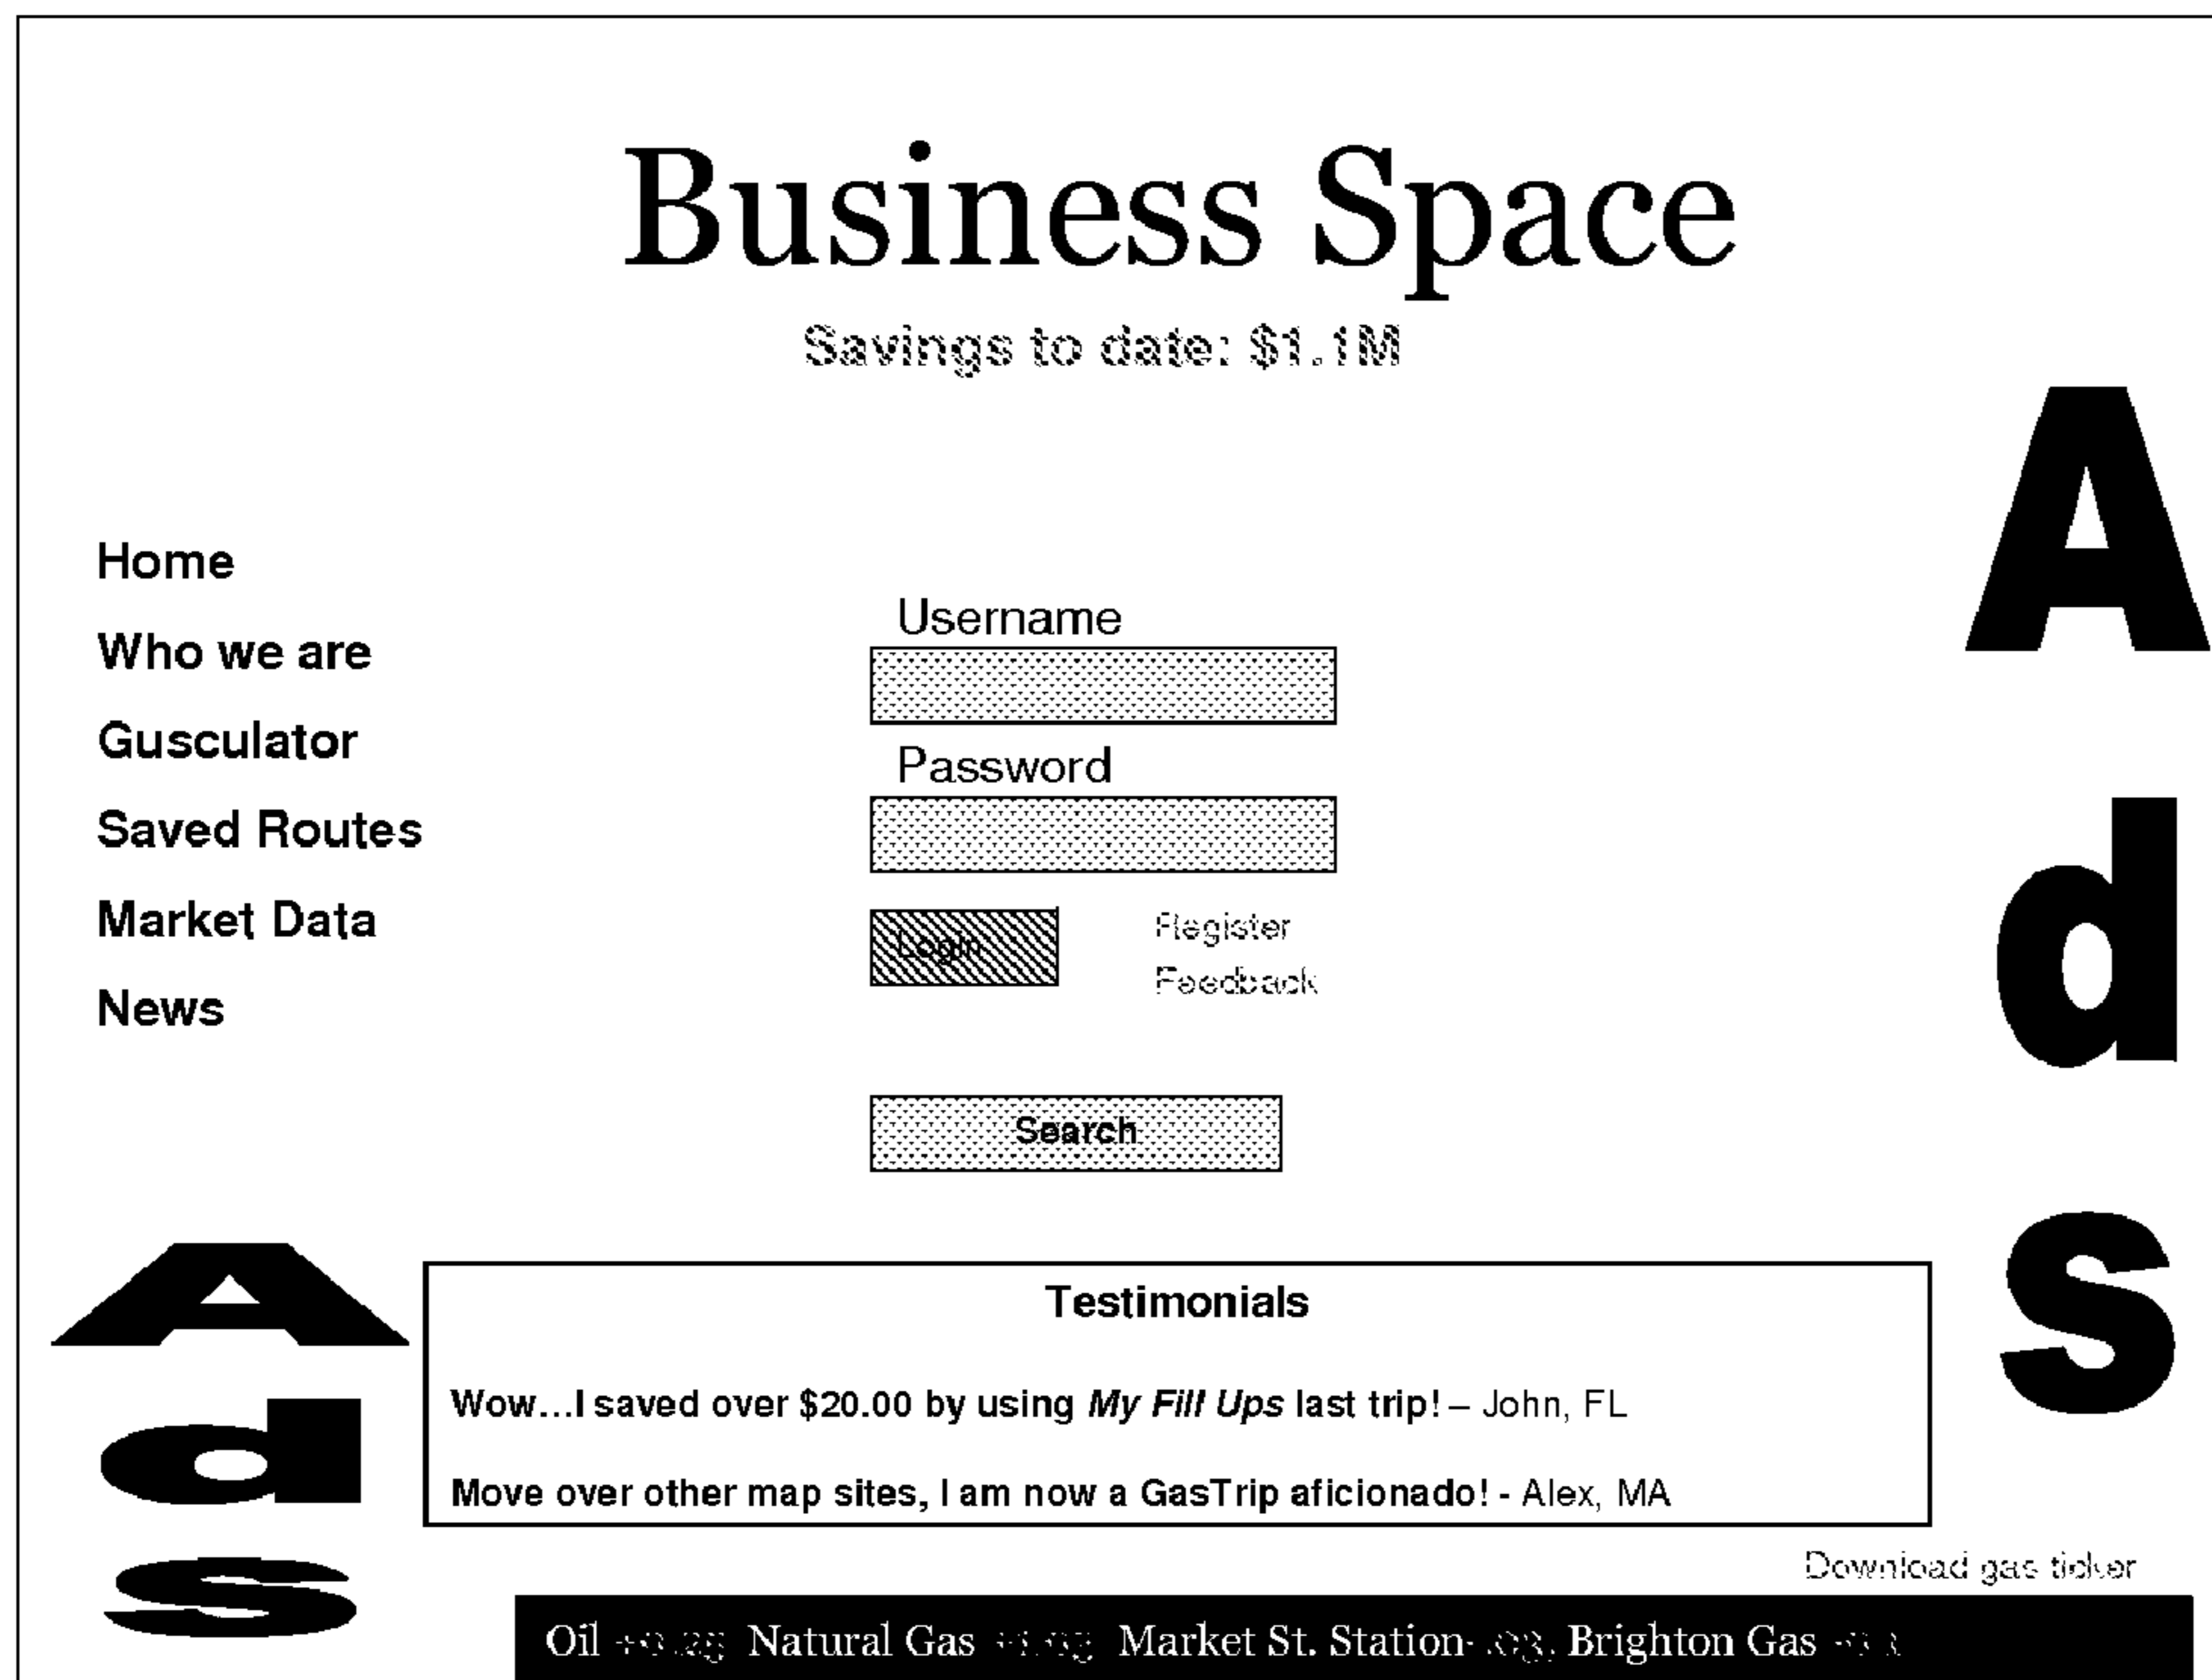 Business Space
Savings to date: $1.1M
Home
Who we are
Gusculator
Saved Routes
Market Data
News
Username
Password
Login
Register
Feedback
Search
Ads
Ads
Testimonials
Wow...I saved over $20.00 by using My Fill Ups last trip! – John, FL
Move over other map sites, I am now a GasTrip aficionado! - Alex, MA
Download gas ticker
Oil Natural Gas Market St. Station Brighton Gas